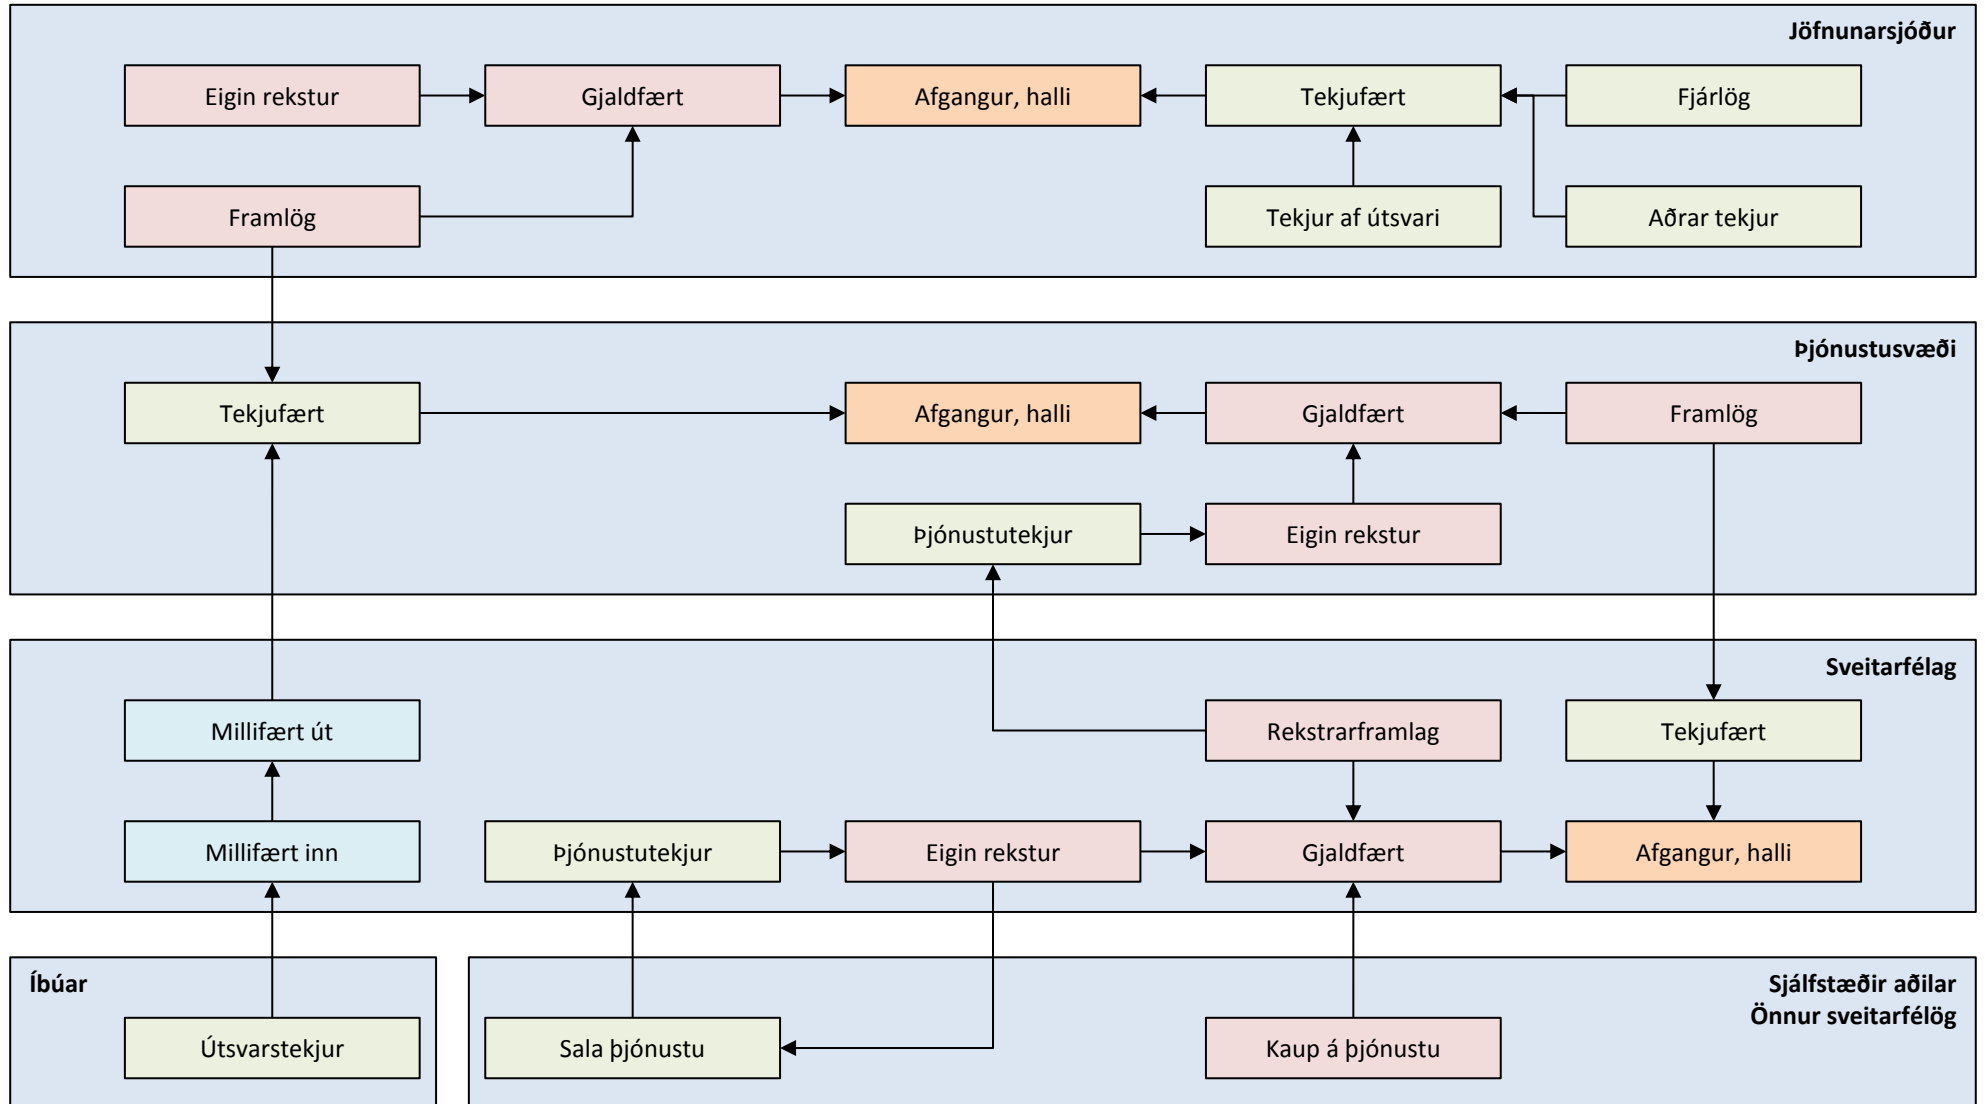 Jöfnunarsjóður
Eigin rekstur
Gjaldfært
Afgangur, halli
Tekjufært
Fjárlög
Framlög
Tekjur af útsvari
Aðrar tekjur
Þjónustusvæði
Tekjufært
Afgangur, halli
Gjaldfært
Framlög
Þjónustutekjur
Eigin rekstur
Sveitarfélag
Millifært út
Rekstrarframlag
Tekjufært
Millifært inn
Þjónustutekjur
Eigin rekstur
Gjaldfært
Afgangur, halli
Íbúar
Útsvarstekjur
Sjálfstæðir aðilar
Önnur sveitarfélög
Sala þjónustu
Kaup á þjónustu